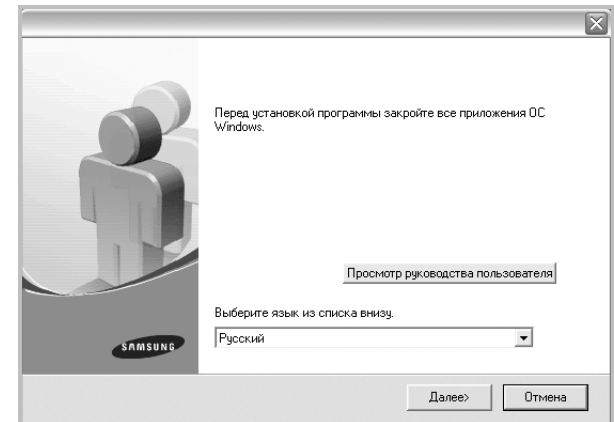 Перед установкой программы закройте все приложения ОС
Windows.
Просмотр руководства пользователя
Выберите язык из списка внизу.
Русский
SAMSUNG
Далее>
Отмена